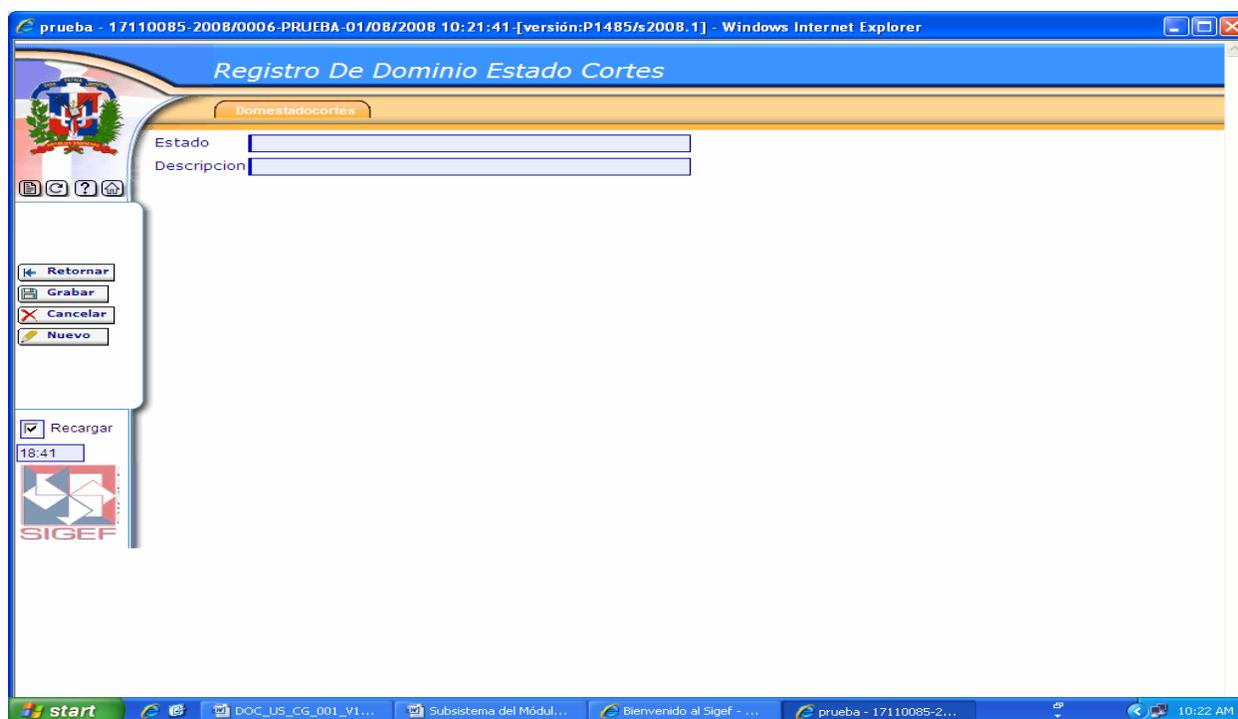 prueba - 17110085-2008/0006-PRUEBA-01/08/2008 10:21:41-[versión:P1485/s2008.1] - Windows Internet Explorer
Registro De Dominio Estado Cortes
Domestadocortes
Estado
Descripcion
Retornar
Grabar
Cancelar
Nuevo
Recargar
18:41
SIGEF
start
DOC_US_CG_001_V1...
Subsistema del Módul...
Bienvenido al Sigef - ...
prueba - 17110085-2...
10:22 AM